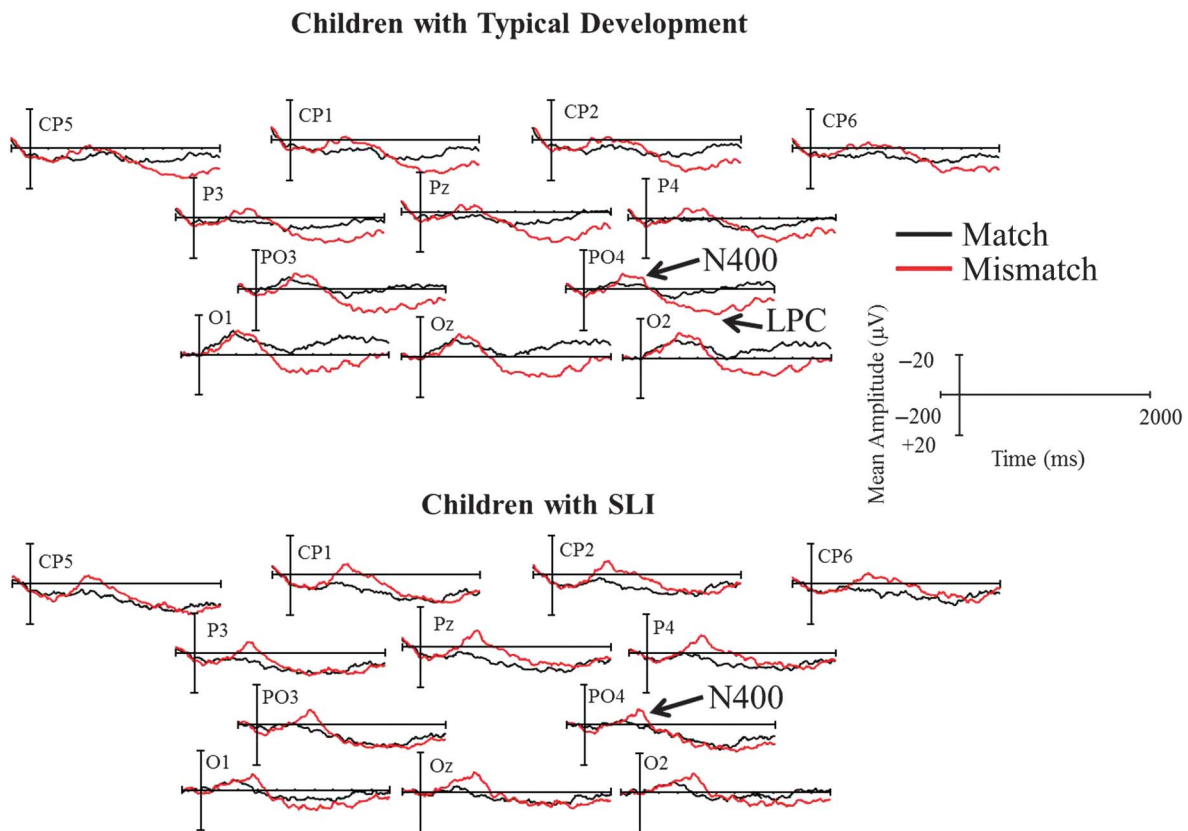 Children with Typical Development
CP5
CP1
CP2
CP6
P3
Pz
P4
PO3
PO4
N400
LPC
O1
Oz
O2
Match
Mismatch
Mean Amplitude (µV)
−20
−200
2000
+20
Time (ms)
Children with SLI
CP5
CP1
CP2
CP6
P3
Pz
P4
PO3
PO4
N400
O1
Oz
O2